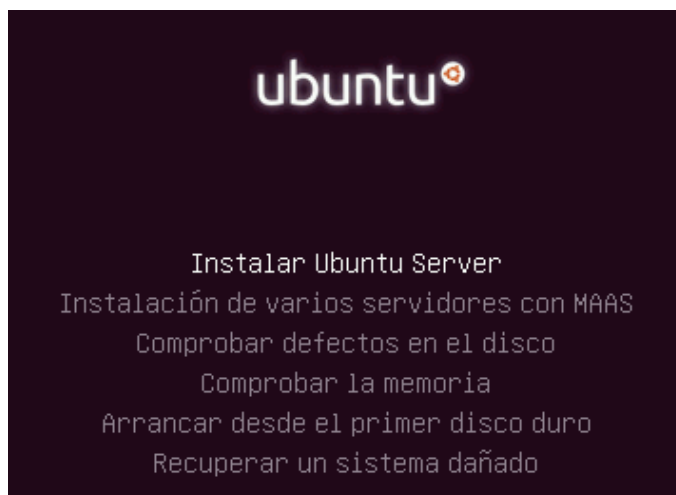 ubuntu
Instalar Ubuntu Server
Instalación de varios servidores con MAAS
Comprobar defectos en el disco
Comprobar la memoria
Arrancar desde el primer disco duro
Recuperar un sistema dañado